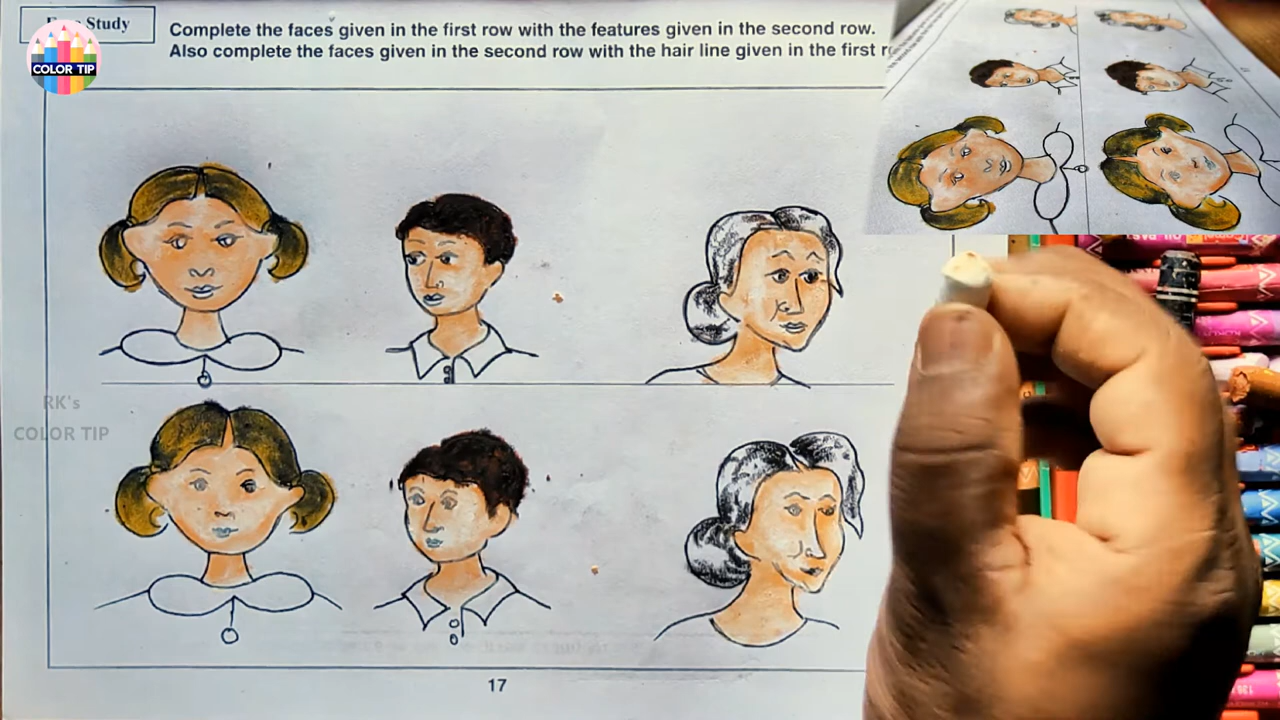 Study
COLOR TIP
Complete the faces given in the first row with the features given in the second row.
Also complete the faces given in the second row with the hair line given in the first
RK's
COLOR TIP
17